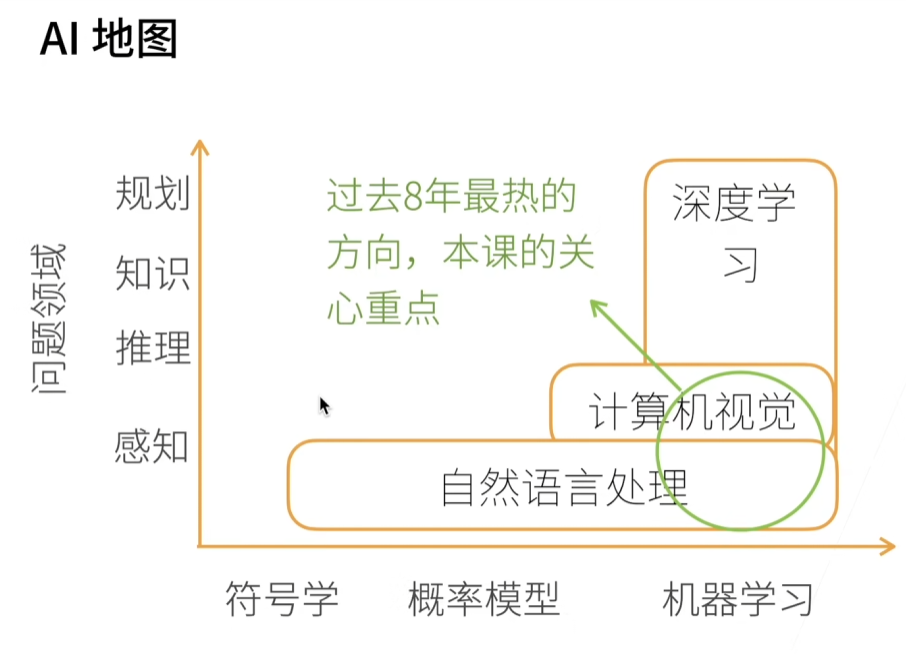 AI 地图
问题领域
规划
知识
推理
感知
过去8年最热的
方向，本课的关
心重点
深度学
习
计算机视觉
自然语言处理
符号学
概率模型
机器学习